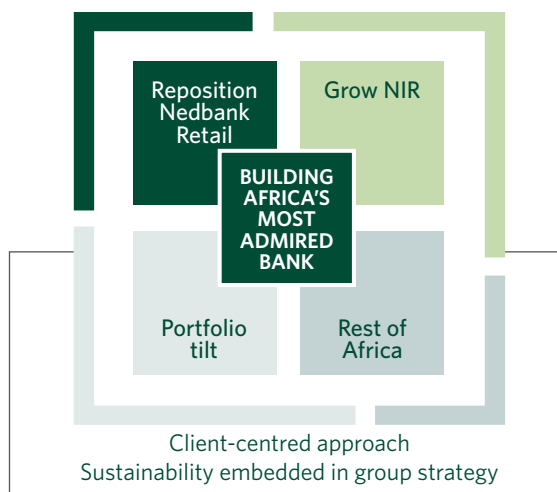 Reposition
Nedbank
Retail
Grow NIR
BUILDING
AFRICA'S
MOST
ADMIRED
BANK
Portfolio
tilt
Rest of
Africa
Client-centred approach
Sustainability embedded in group strategy